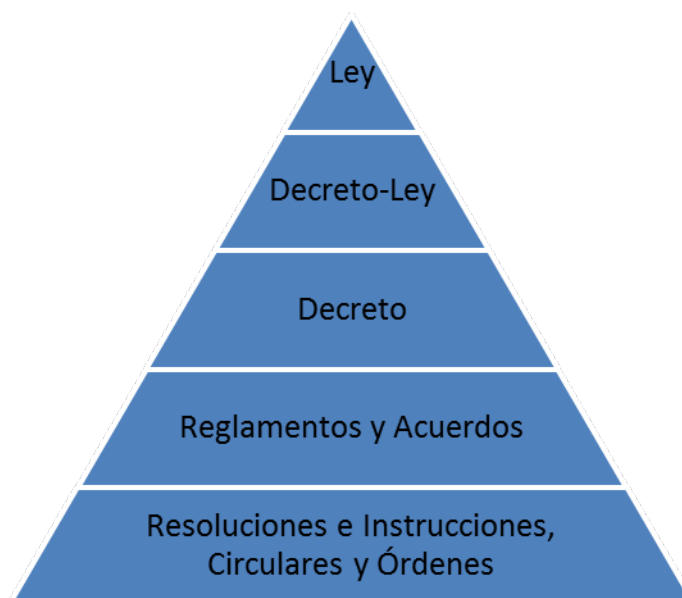 Ley
Decreto-Ley
Decreto
Reglamentos y Acuerdos
Resoluciones e Instrucciones,
Circulares y Órdenes